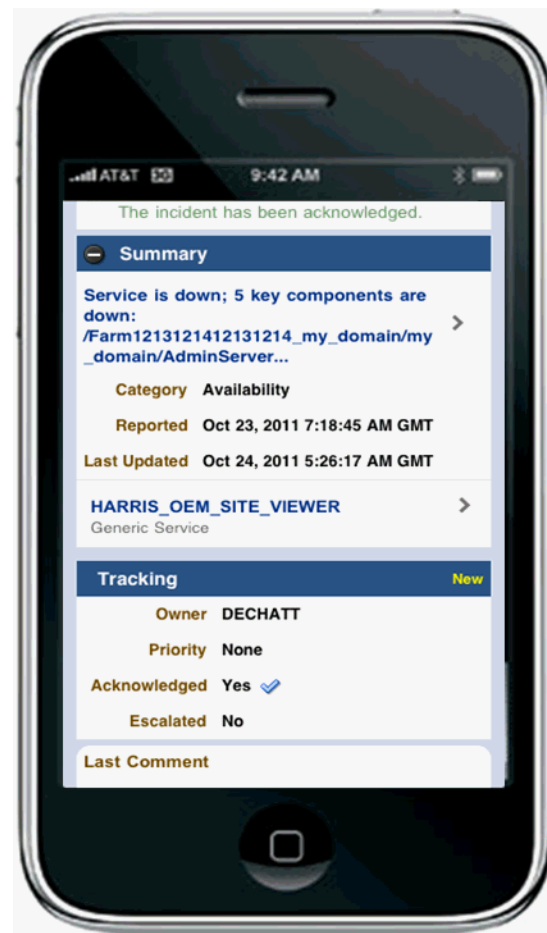 AT&T 9:42 AM
The incident has been acknowledged.
Summary
Service is down; 5 key components are
down:
/Farm1213121412131214_my_domain/my
_domain/AdminServer...
Category Availability
Reported Oct 23, 2011 7:18:45 AM GMT
Last Updated Oct 24, 2011 5:26:17 AM GMT
HARRIS_OEM_SITE_VIEWER
Generic Service
Tracking New
Owner DECHATT
Priority None
Acknowledged Yes
Escalated No
Last Comment